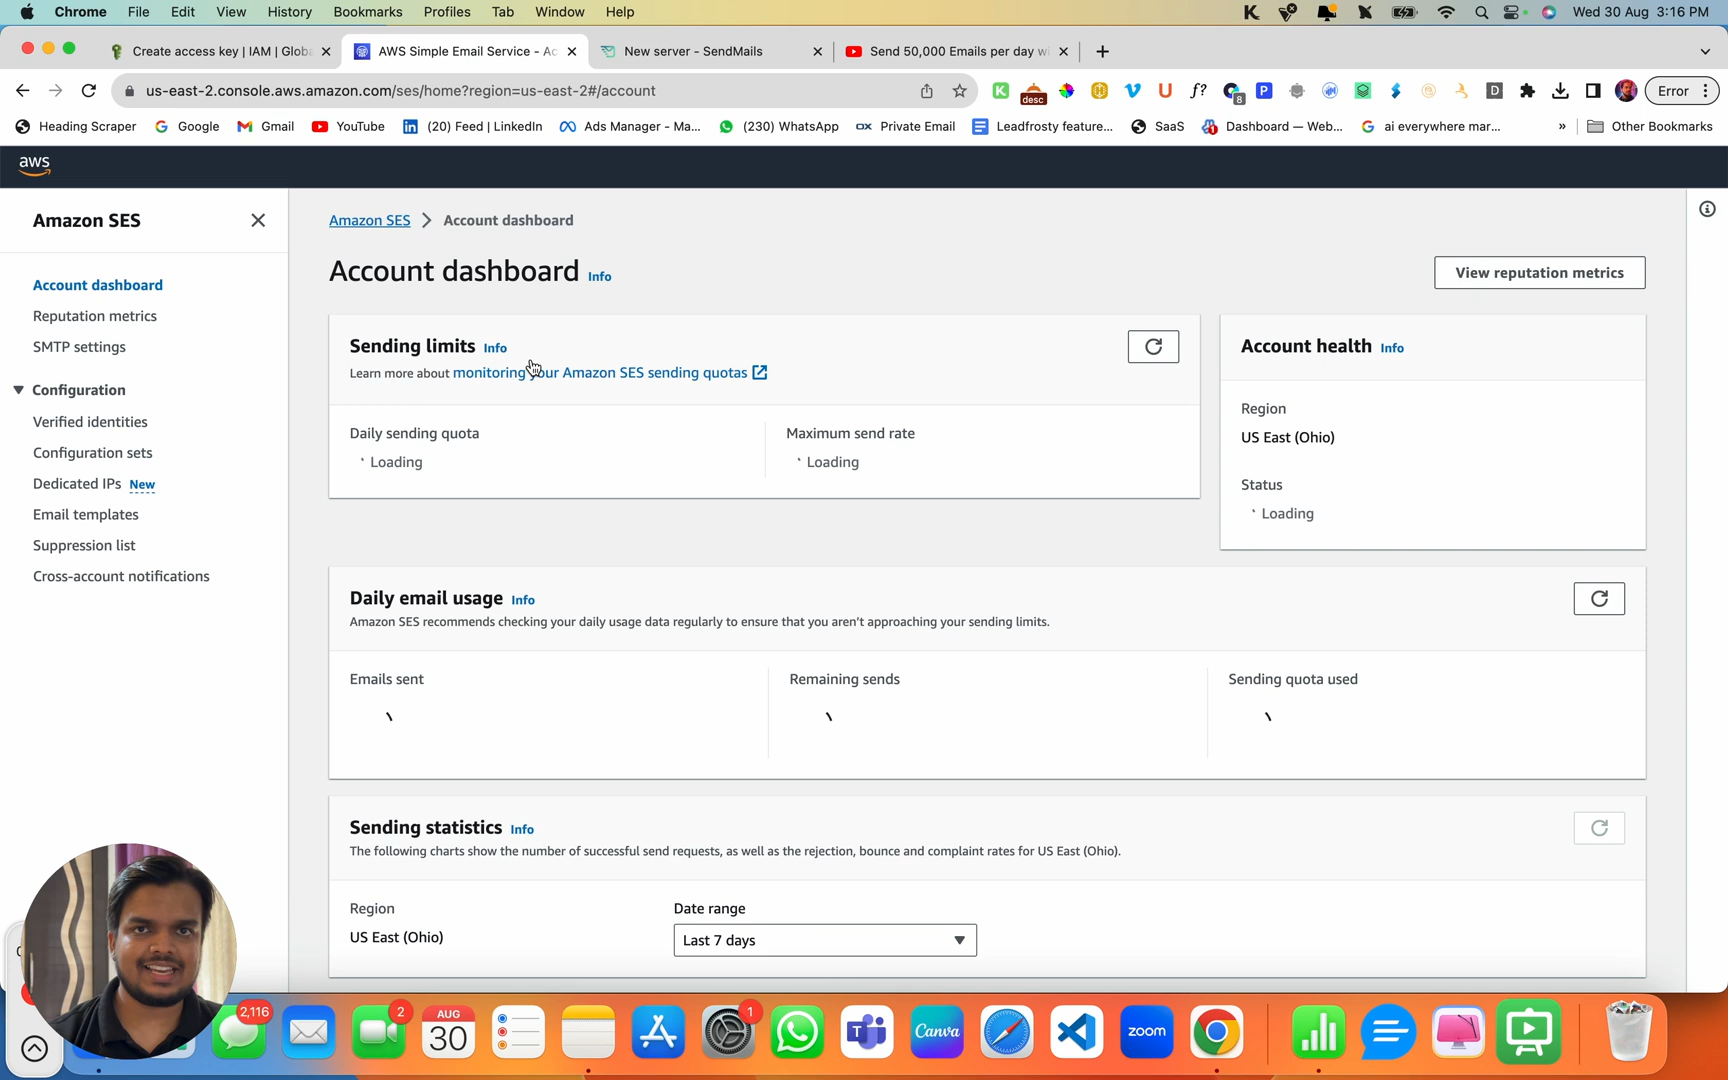 Chrome File Edit View History Bookmarks Profiles Tab Window Help Wed 30 Aug 3:16 PM
Create access key | IAM | Globa AWS Simple Email Service - Ac New server - SendMails Send 50,000 Emails per day wi
us-east-2.console.aws.amazon.com/ses/home?region=us-east-2#/account desc f? 8 P U D Error
Heading Scraper Google Gmail YouTube (20) Feed | LinkedIn Ads Manager - Ma... (230) WhatsApp Private Email Leadfrosty feature... SaaS Dashboard — Web... ai everywhere mar... » Other Bookmarks
aws
Amazon SES
Account dashboard
Reputation metrics
SMTP settings
Configuration
Verified identities
Configuration sets
Dedicated IPs New
Email templates
Suppression list
Cross-account notifications
Amazon SES > Account dashboard
Account dashboard Info
View reputation metrics
Sending limits Info
Learn more about monitoring your Amazon SES sending quotas
Daily sending quota
Loading
Maximum send rate
Loading
Account health Info
Region
US East (Ohio)
Status
Loading
Daily email usage Info
Amazon SES recommends checking your daily usage data regularly to ensure that you aren't approaching your sending limits.
Emails sent
Remaining sends
Sending quota used
Sending statistics Info
The following charts show the number of successful send requests, as well as the rejection, bounce and complaint rates for US East (Ohio).
Region
US East (Ohio)
Date range
Last 7 days
2,116 2 AUG 30 1 Canva zoom